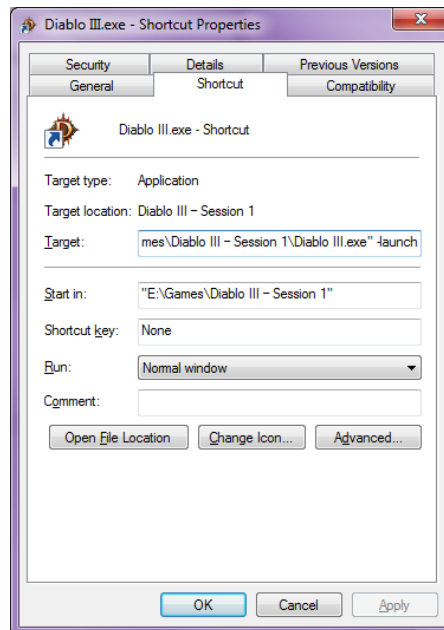 Diablo III.exe - Shortcut Properties
X
Security Details Previous Versions
General Shortcut Compatibility
Diablo III.exe - Shortcut
Target type: Application
Target location: Diablo III – Session 1
Target: mes\Diablo III – Session 1\Diablo III.exe" -launch
Start in: "E:\Games\Diablo III – Session 1"
Shortcut key: None
Run: Normal window
Comment:
Open File Location Change Icon... Advanced...
OK Cancel Apply